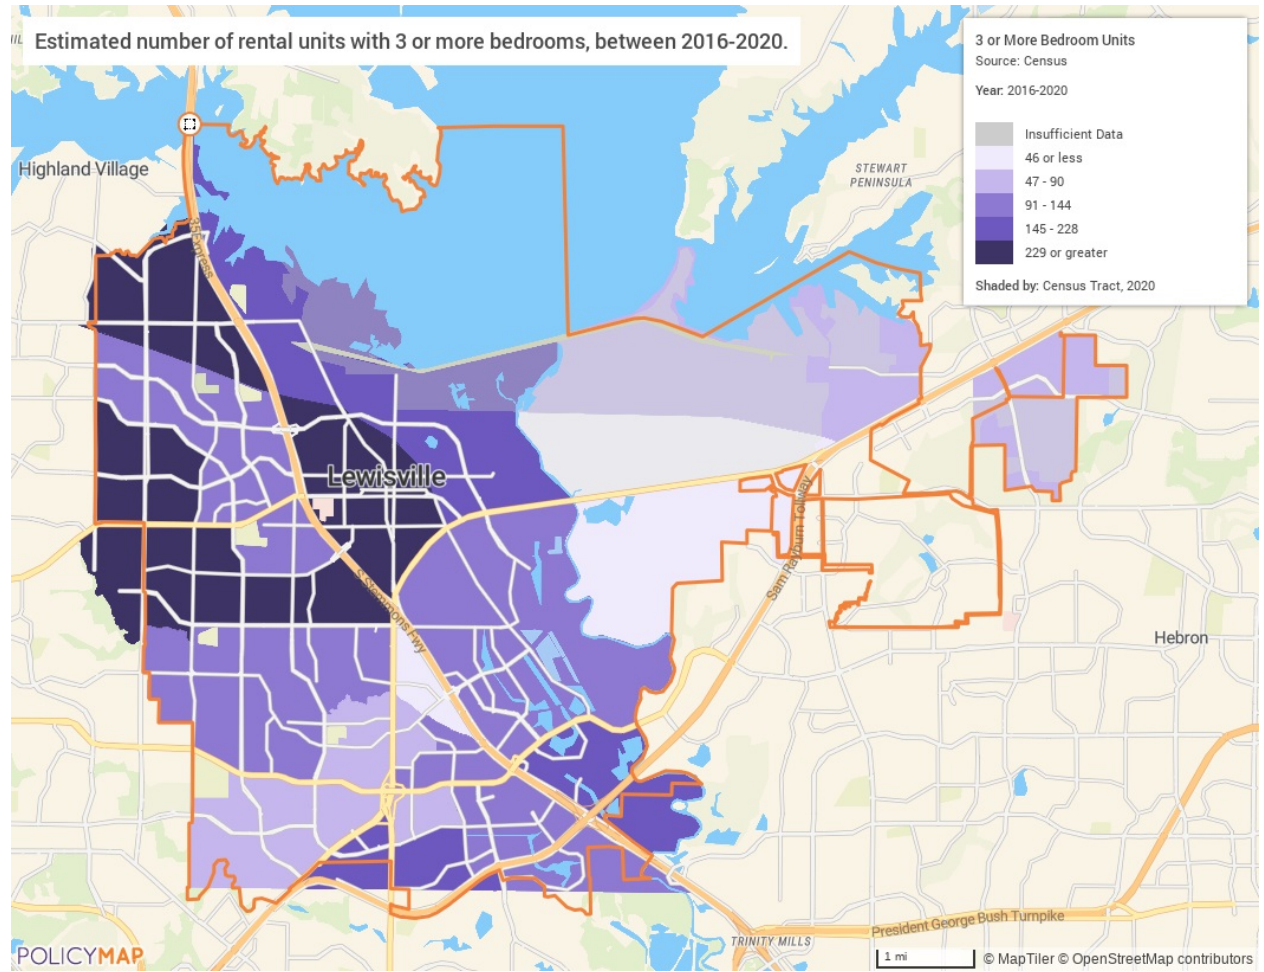 Estimated number of rental units with 3 or more bedrooms, between 2016-2020.
3 or More Bedroom Units
Source: Census
Year: 2016-2020
Insufficient Data
46 or less
47 - 90
91 - 144
145 - 228
229 or greater
Shaded by: Census Tract, 2020
Highland Village
STEWART
PENINSULA
35Express
Lewisville
Sam Rayburn Tollway
S Stemmons Fwy
Hebron
President George Bush Turnpike
TRINITY MILLS
POLICYMAP
1 mi
© MapTiler © OpenStreetMap contributors